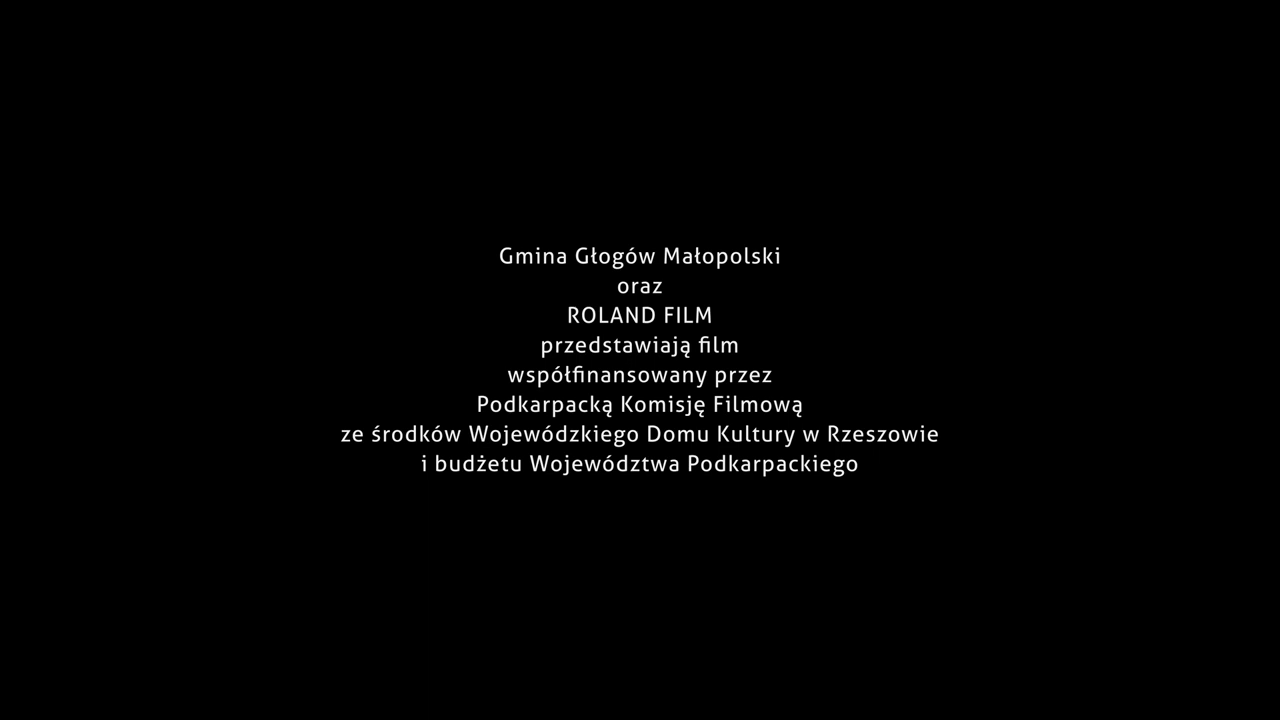 Gmina Głogów Małopolski
oraz
ROLAND FILM
przedstawiają film
współfinansowany przez
Podkarpacką Komisję Filmową
ze środków Wojewódzkiego Domu Kultury w Rzeszowie
i budżetu Województwa Podkarpackiego